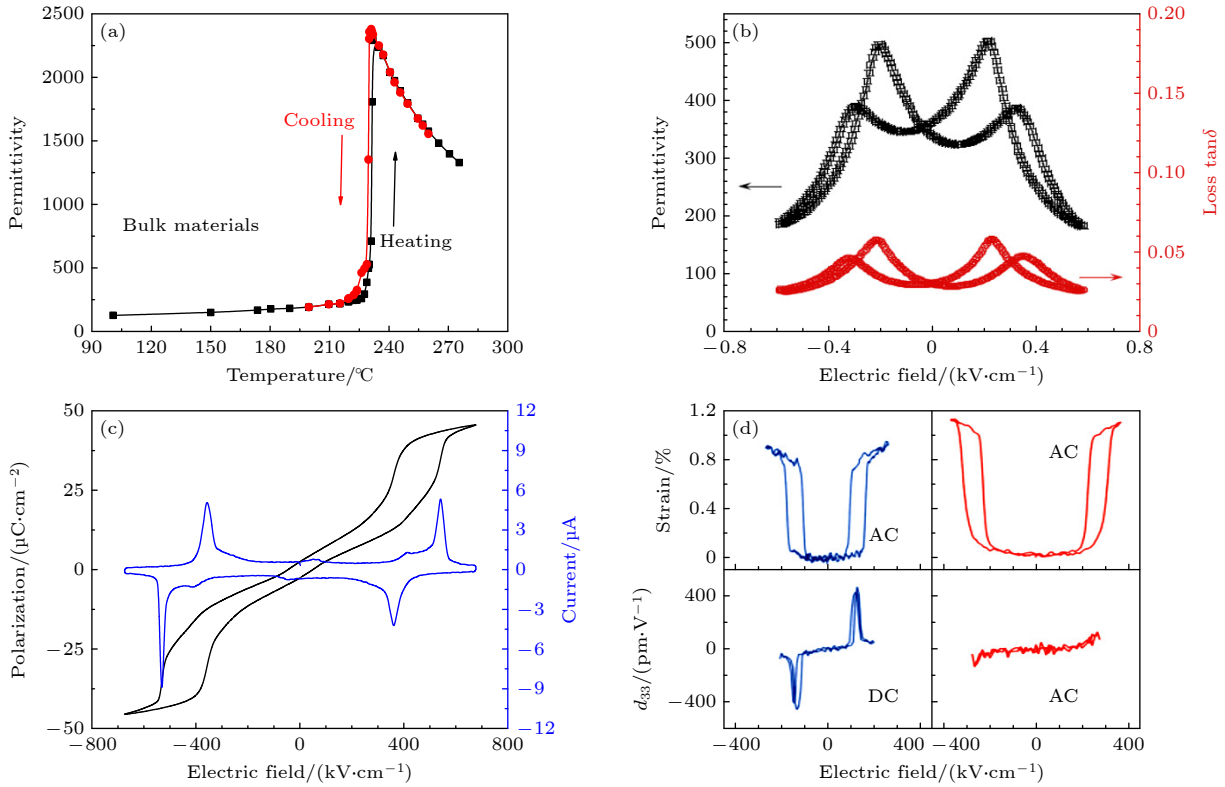 (a)
Permittivity
2500
2000
1500
1000
500
0
Cooling
Heating
Bulk materials
90 120 150 180 210 240 270 300
Temperature/℃
(b)
Permittivity
500
400
300
200
100
0
0.20
0.15
0.10
0.05
0
Loss tanδ
−0.8 −0.4 0 0.4 0.8
Electric field/(kV·cm⁻¹)
(c)
Polarization/(μC·cm⁻²)
50
25
0
−25
−50
12
9
6
3
0
−3
−6
−9
−12
Current/μA
−800 −400 0 400 800
Electric field/(kV·cm⁻¹)
(d)
Strain/%
1.2
0.8
0.4
0
AC
AC
d₃₃/(pm·V⁻¹)
400
0
−400
DC
AC
−400 0 400 −400 0 400
Electric field/(kV·cm⁻¹)